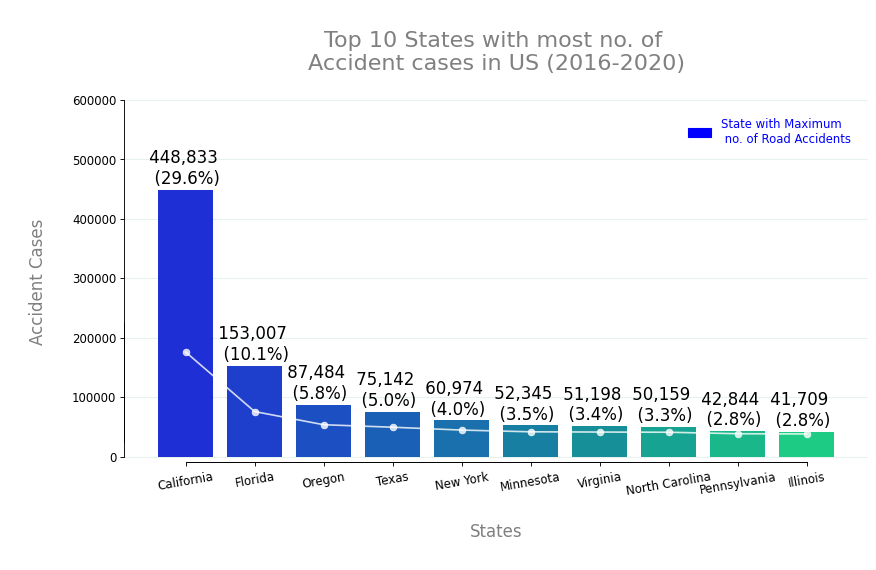 Top 10 States with most no. of
Accident cases in US (2016-2020)
State with Maximum
no. of Road Accidents
Accident Cases
600000
500000
400000
300000
200000
100000
0
448,833
(29.6%)
153,007
(10.1%)
87,484
(5.8%)
75,142
(5.0%)
60,974
(4.0%)
52,345
(3.5%)
51,198
(3.4%)
50,159
(3.3%)
42,844
(2.8%)
41,709
(2.8%)
California
Florida
Oregon
Texas
New York
Minnesota
Virginia
North Carolina
Pennsylvania
Illinois
States